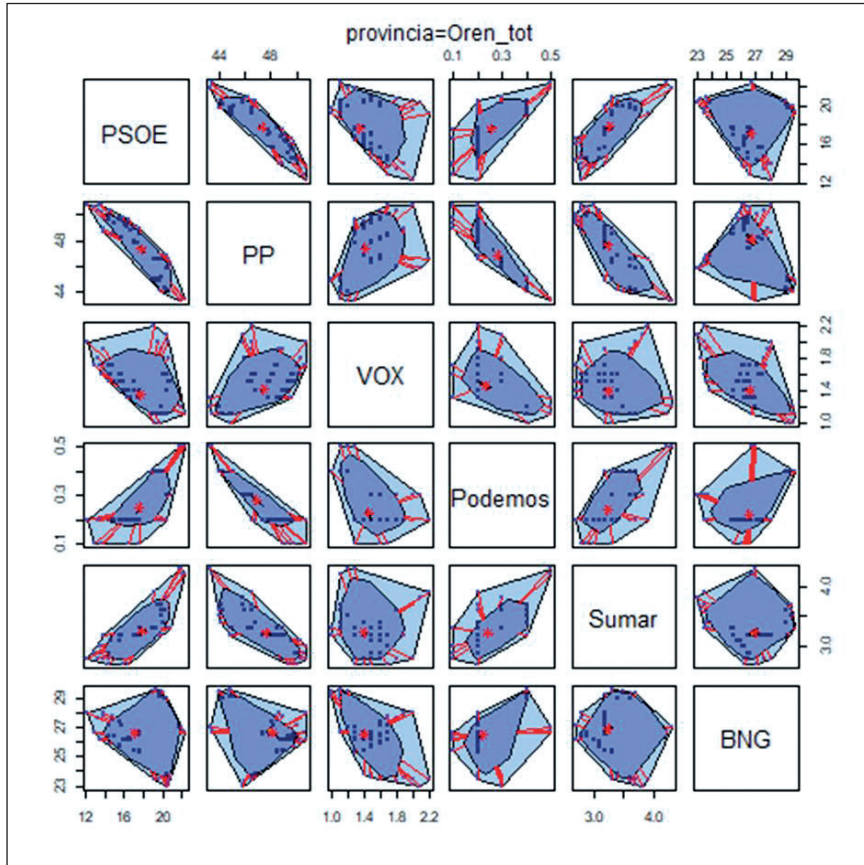 provincia=Oren_tot
44 48
0.1 0.3 0.5
23 25 27 29
PSOE
12 16 20
44 48
PP
VOX
1.0 1.4 1.8 2.2
0.1 0.3 0.5
Podemos
Sumar
3.0 4.0
23 25 27 29
BNG
12 16 20
1.0 1.4 1.8 2.2
3.0 4.0